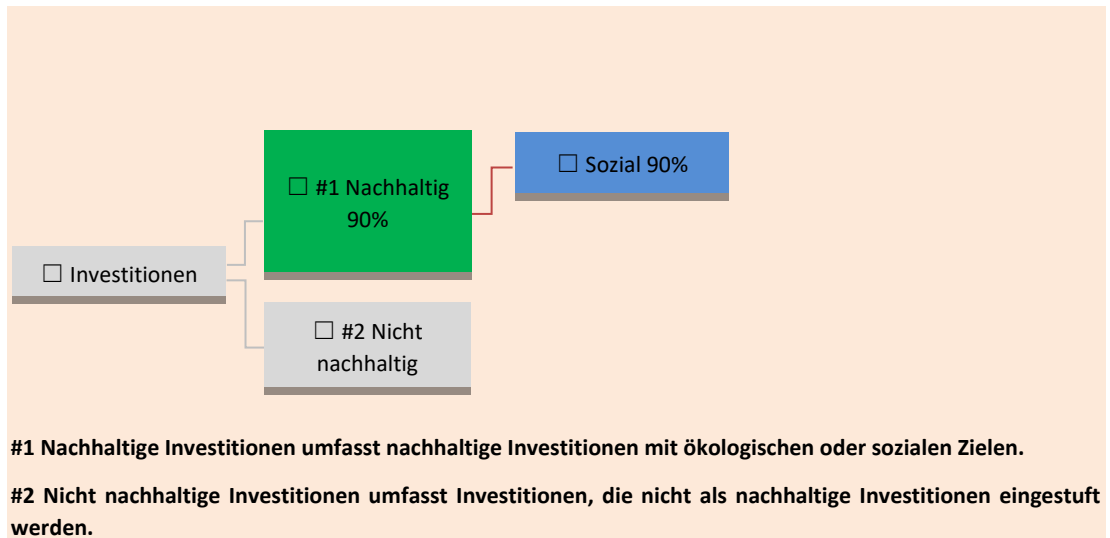 ☐ #1 Nachhaltig
90%
☐ Sozial 90%
☐ Investitionen
☐ #2 Nicht
nachhaltig
#1 Nachhaltige Investitionen umfasst nachhaltige Investitionen mit ökologischen oder sozialen Zielen.
#2 Nicht nachhaltige Investitionen umfasst Investitionen, die nicht als nachhaltige Investitionen eingestuft
werden.